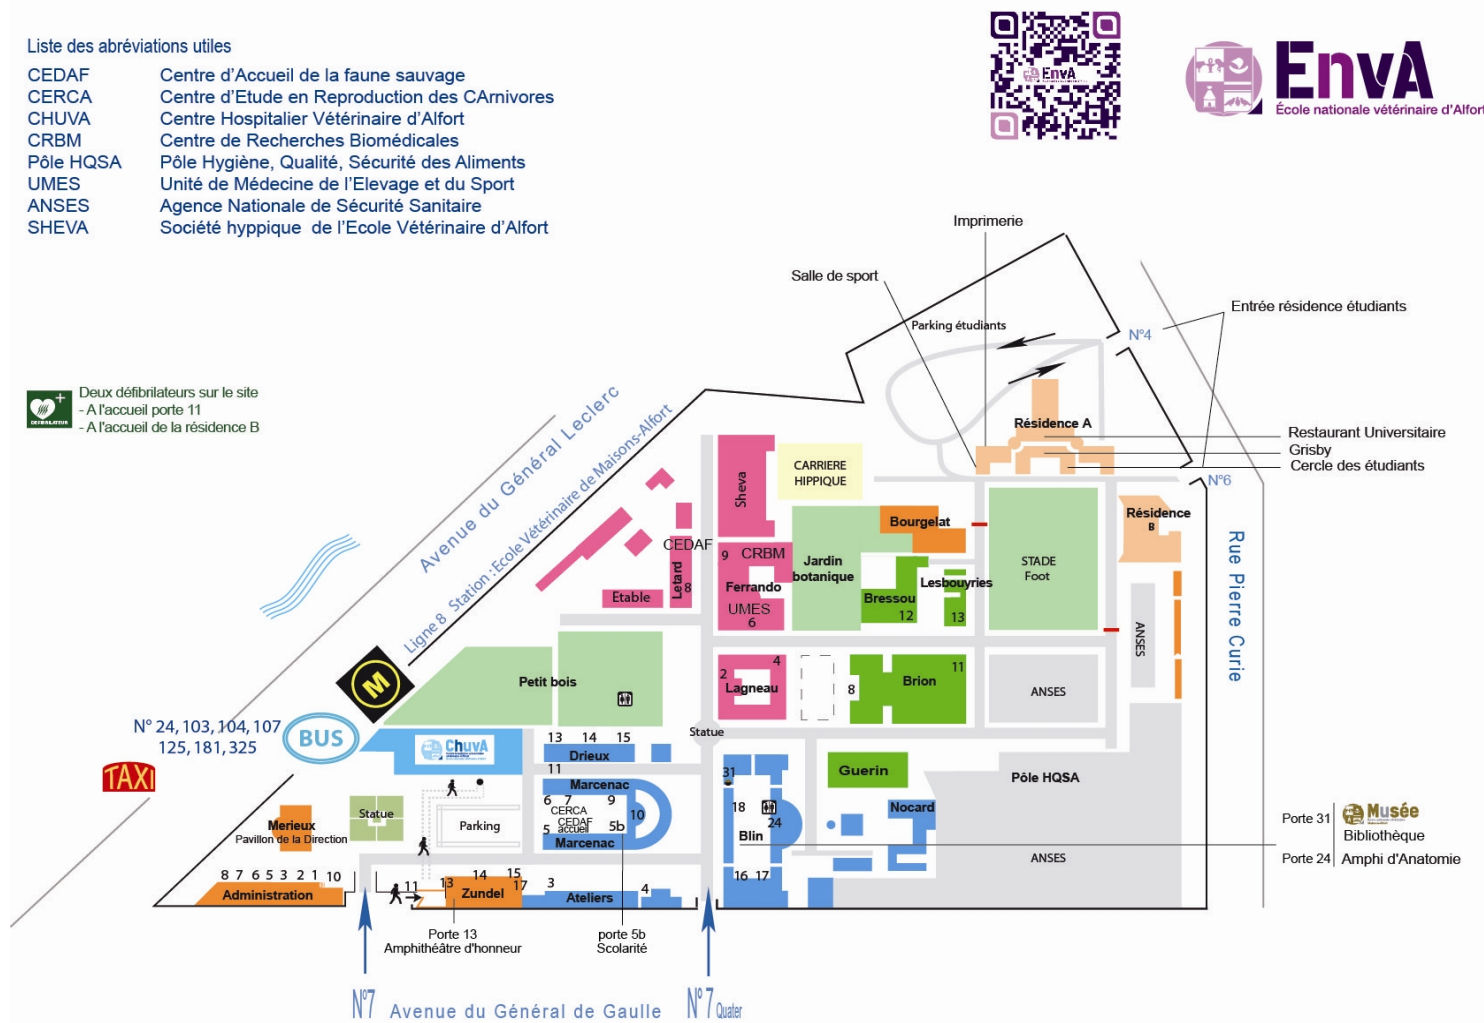 Liste des abréviations utiles
CEDAF Centre d'Accueil de la faune sauvage
CERCA Centre d'Etude en Reproduction des CArnivores
CHUVA Centre Hospitalier Vétérinaire d'Alfort
CRBM Centre de Recherches Biomédicales
Pôle HQSA Pôle Hygiène, Qualité, Sécurité des Aliments
UMES Unité de Médecine de l'Elevage et du Sport
ANSES Agence Nationale de Sécurité Sanitaire
SHEVA Société hyppique de l'Ecole Vétérinaire d'Alfort
EnvA
EnvA
École nationale vétérinaire d'Alfort
Imprimerie
Salle de sport
Entrée résidence étudiants
Parking étudiants
N°4
Deux défibrilateurs sur le site
- A l'accueil porte 11
- A l'accueil de la résidence B
DEFIBRILATEUR
Avenue du Général Leclerc
Ligne 8 Station : Ecole Vétérinaire de Maisons-Alfort
Résidence A
Restaurant Universitaire
Grisby
Cercle des étudiants
N°6
Sheva
CARRIERE
HIPPIQUE
Bourgelat
Résidence
B
Rue Pierre Curie
CEDAF
Letard
8
Etable
9 CRBM
Ferrando
UMES
6
Jardin
botanique
Bressou
12
Lesbouyries
13
STADE
Foot
ANSES
Petit bois
2
4
Lagneau
8
Brion
11
ANSES
M
N° 24, 103, 104, 107
125, 181, 325
BUS
TAXI
ChuvA
Statue
13 14 15
Drieux
11
Marcenac
6 7 9
CERCA
CEDAF
accueil
5
5b
10
Marcenac
Statue
Parking
Merieux
Pavillon de la Direction
31
18
24
Blin
16 17
Guerin
Nocard
Pôle HQSA
ANSES
Porte 31 Musée
Bibliothèque
Porte 24 Amphi d'Anatomie
8 7 6 5 3 2 1 10
Administration
11
13
14
15
17
Zundel
3
Ateliers
4
Porte 13
Amphithéâtre d'honneur
porte 5b
Scolarité
N°7 Avenue du Général de Gaulle N° 7 Quater